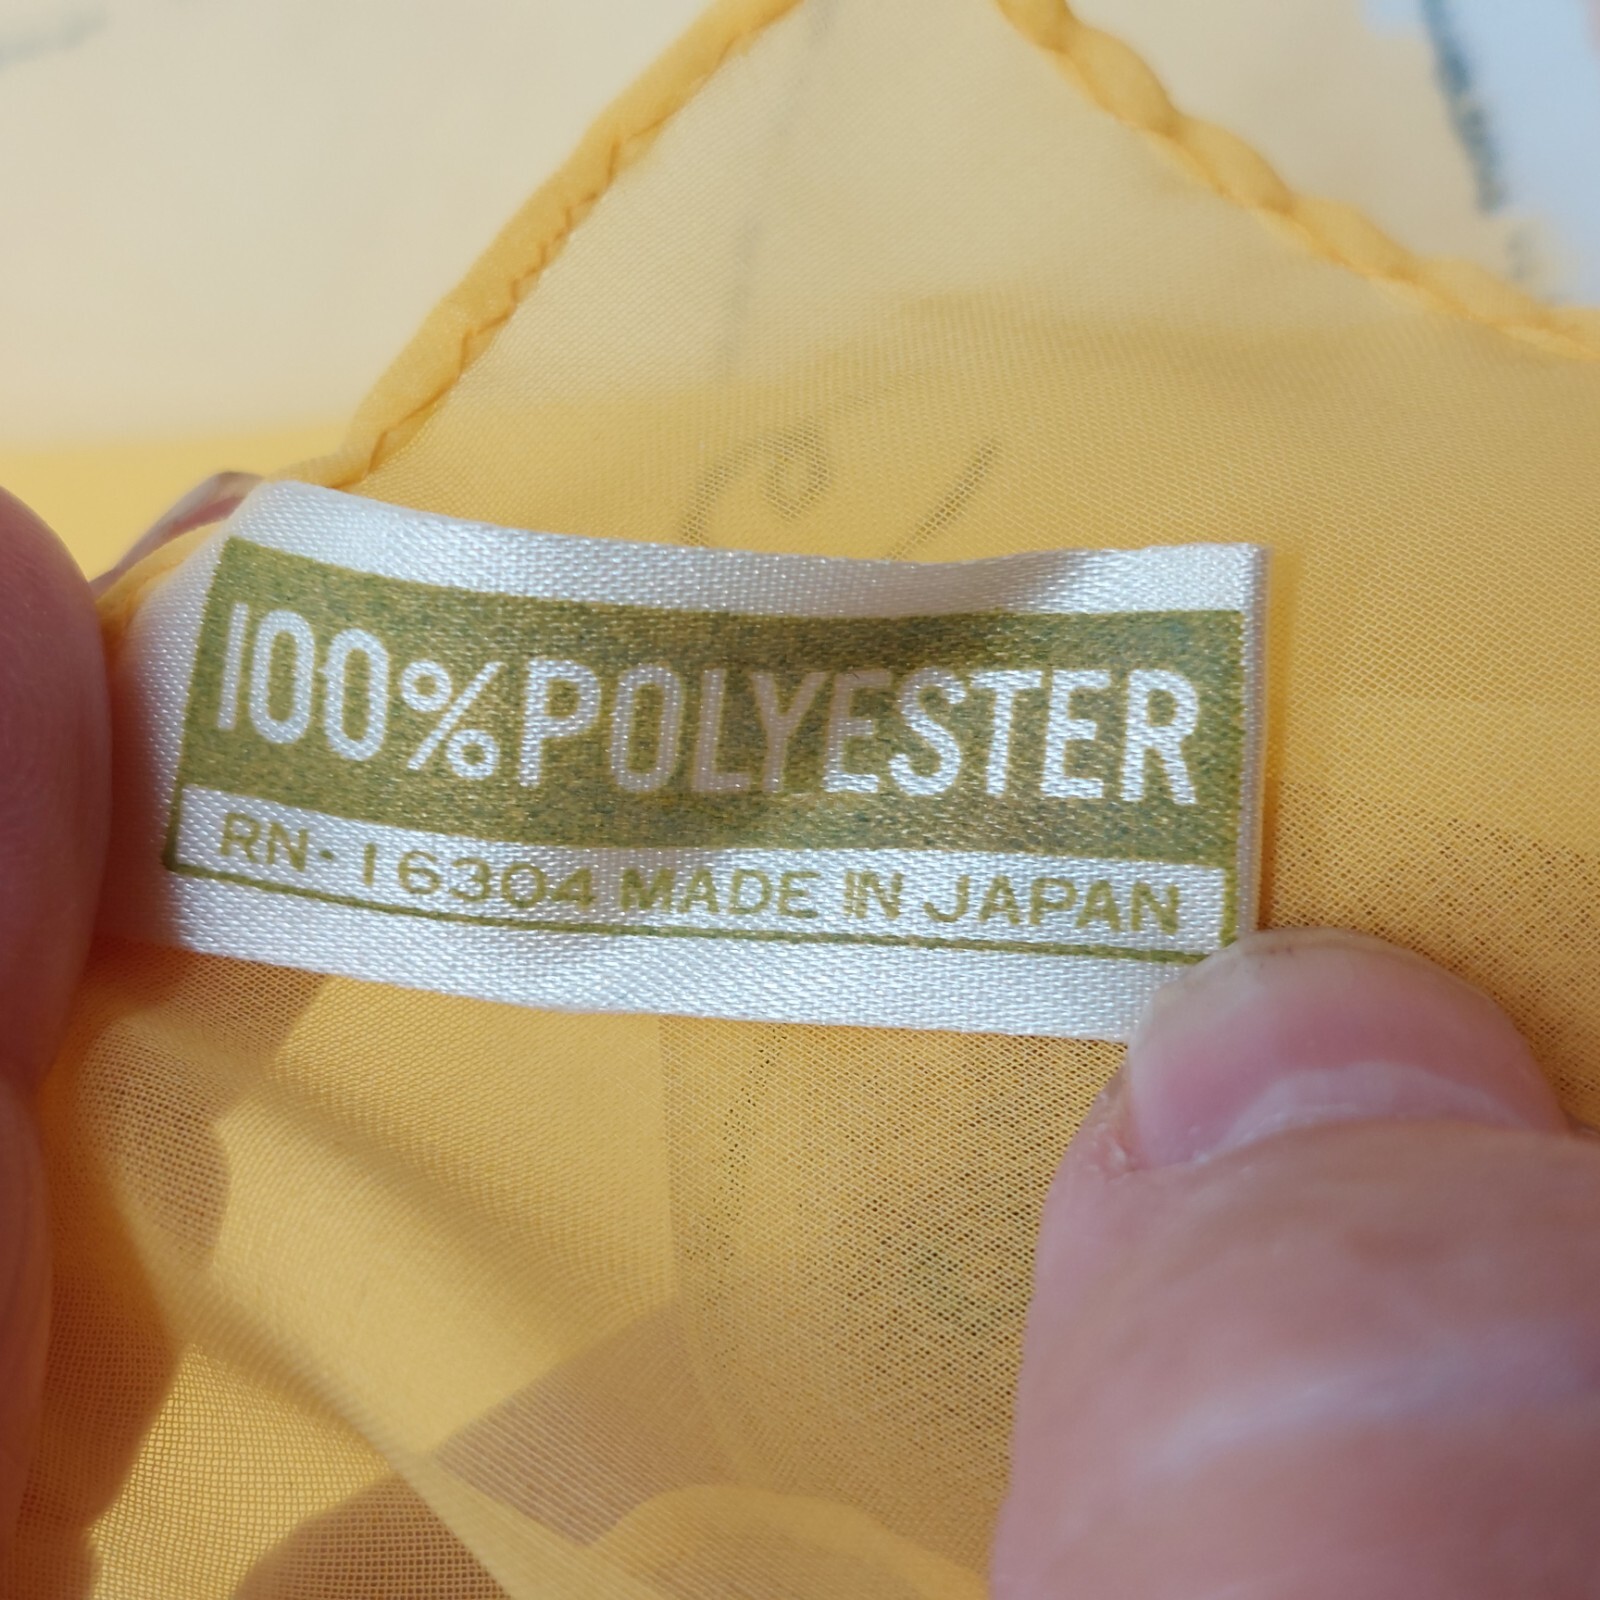 100% POLYESTER
RN-16304 MADE IN JAPAN